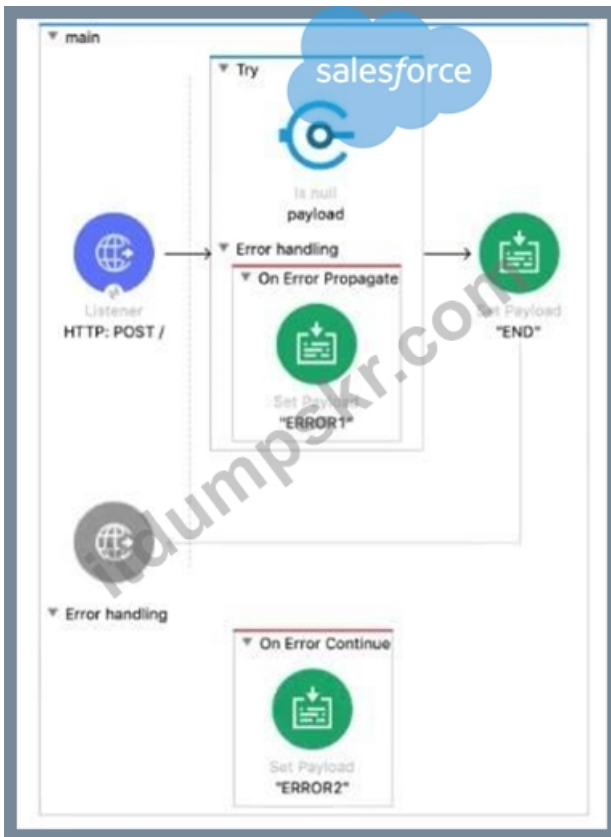 main
salesforce
Try
Is null
payload
Error handling
On Error Propagate
Listener
HTTP: POST /
Set Payload
"END"
Set Payload
"ERROR1"
itdumpskr.com
Error handling
On Error Continue
Set Payload
"ERROR2"